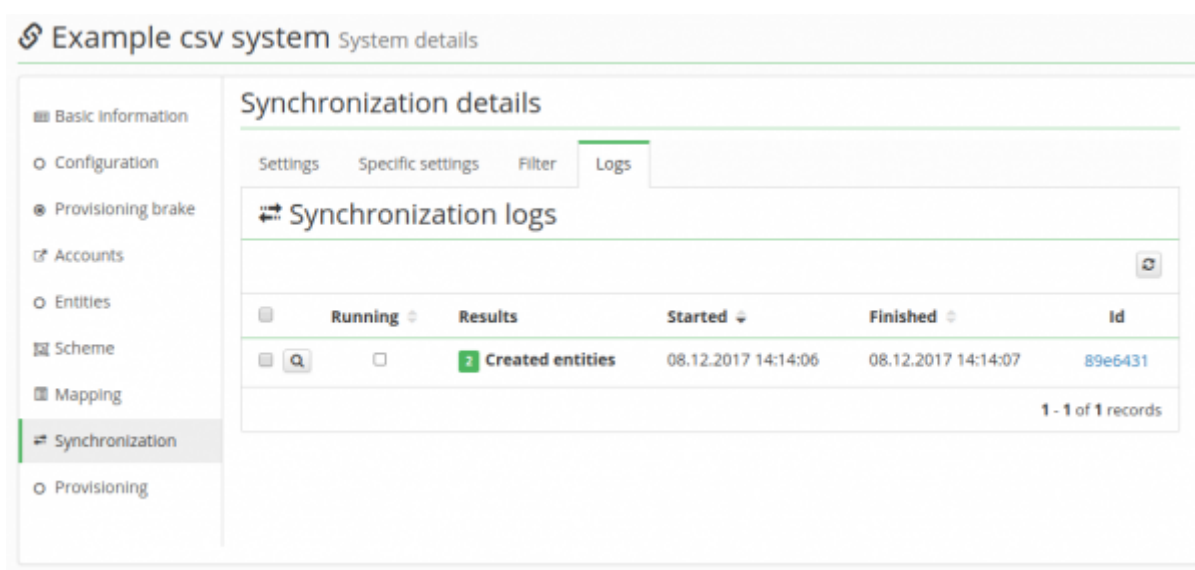 Example csv system System details
Basic information
Configuration
Provisioning brake
Accounts
Entities
Scheme
Mapping
Synchronization
Provisioning
Synchronization details
Settings Specific settings Filter Logs
Synchronization logs
Running Results Started Finished Id
2 Created entities 08.12.2017 14:14:06 08.12.2017 14:14:07 89e6431
1 - 1 of 1 records